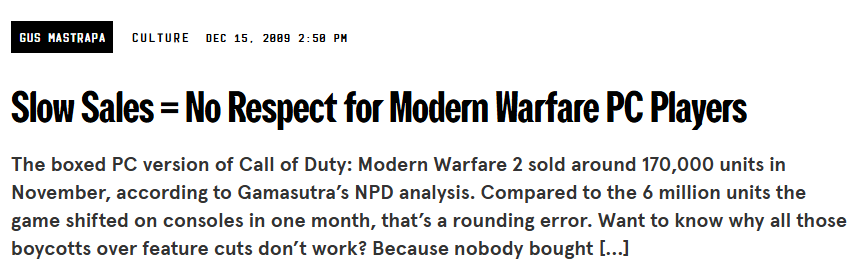 GUS MASTRAPA CULTURE DEC 15, 2009 2:50 PM
Slow Sales = No Respect for Modern Warfare PC Players
The boxed PC version of Call of Duty: Modern Warfare 2 sold around 170,000 units in
November, according to Gamasutra’s NPD analysis. Compared to the 6 million units the
game shifted on consoles in one month, that’s a rounding error. Want to know why all those
boycotts over feature cuts don’t work? Because nobody bought […]